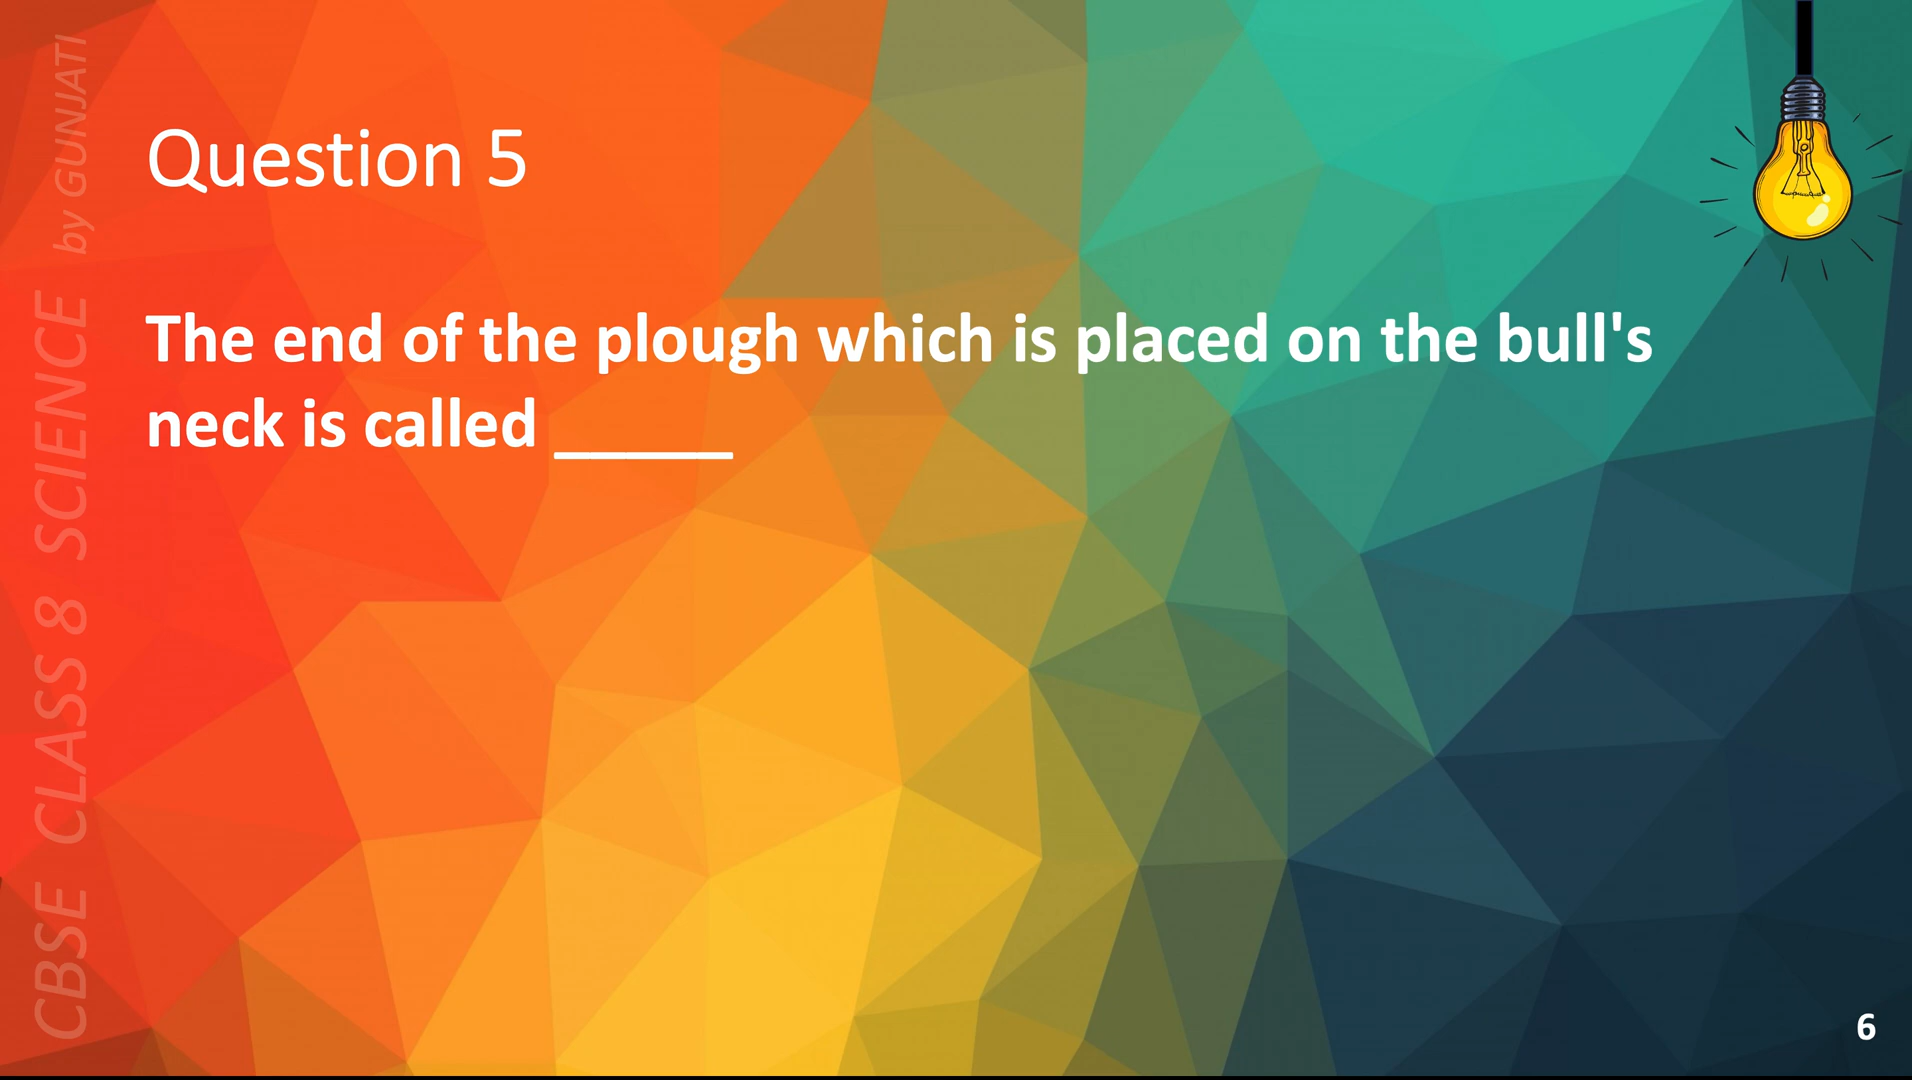 CBSE CLASS 8 SCIENCE by GUNJATI
Question 5
The end of the plough which is placed on the bull's
neck is called _____
6